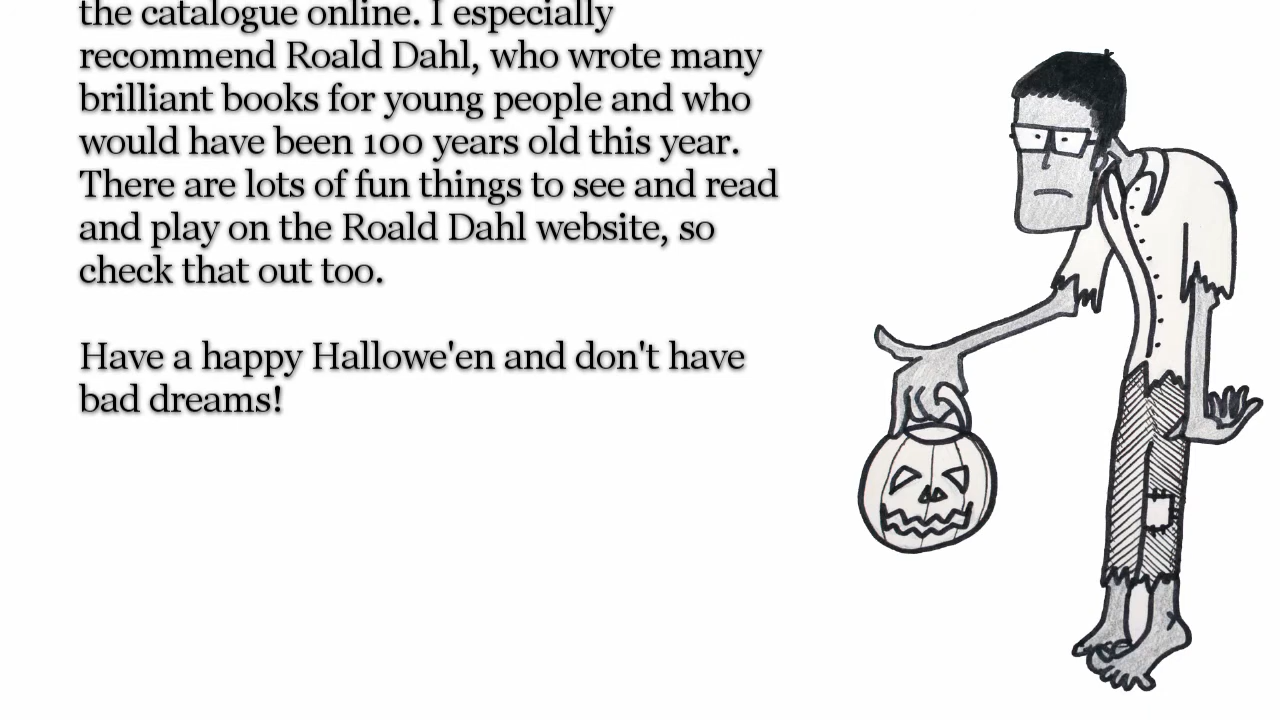 the catalogue online. I especially
recommend Roald Dahl, who wrote many
brilliant books for young people and who
would have been 100 years old this year.
There are lots of fun things to see and read
and play on the Roald Dahl website, so
check that out too.
Have a happy Hallowe'en and don't have
bad dreams!